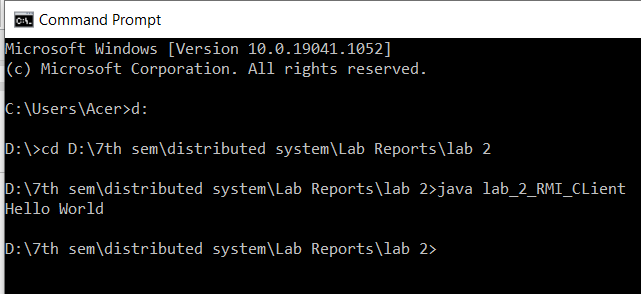 Command Prompt
Microsoft Windows [Version 10.0.19041.1052]
(c) Microsoft Corporation. All rights reserved.
C:\Users\Acer>d:
D:\>cd D:\7th sem\distributed system\Lab Reports\lab 2
D:\7th sem\distributed system\Lab Reports\lab 2>java lab_2_RMI_CLient
Hello World
D:\7th sem\distributed system\Lab Reports\lab 2>